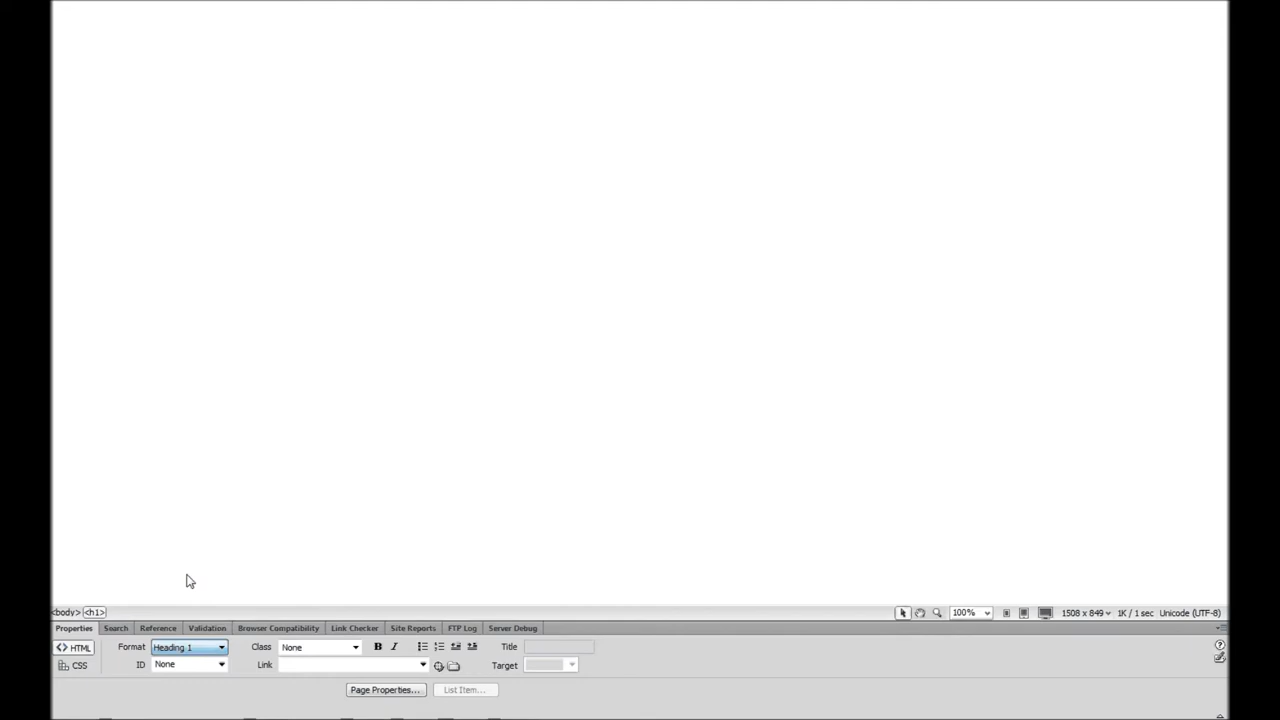 <body> <h1> 100% 1508 x 849 1K / 1 sec Unicode (UTF-8)
Properties Search Reference Validation Browser Compatibility Link Checker Site Reports FTP Log Server Debug
<> HTML Format Heading 1 Class None B I Title
CSS ID None Link Target
Page Properties... List Item...